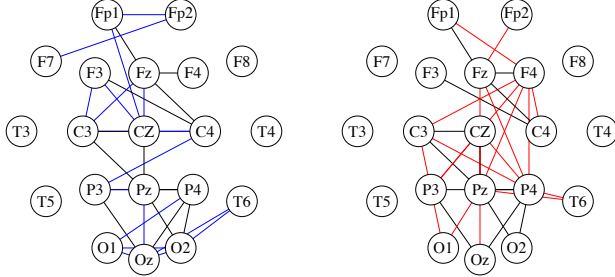 Fp1 Fp2 Fp1 Fp2
F7 F3 Fz F4 F8 F7 F3 Fz F4 F8
T3 C3 CZ C4 T4 T3 C3 CZ C4 T4
T5 P3 Pz P4 T6 T5 P3 Pz P4 T6
O1 Oz O2 O1 Oz O2